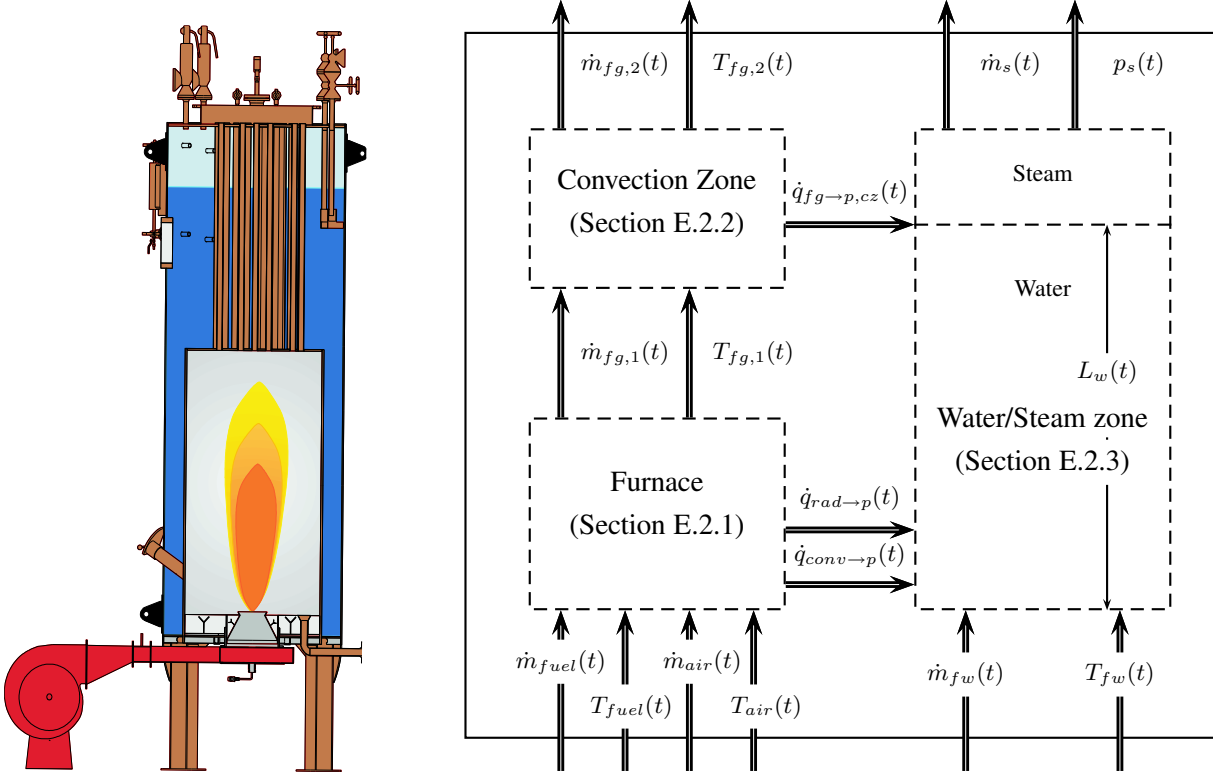 ṁ_{fg,2}(t) T_{fg,2}(t) ṁ_s(t) p_s(t)
Convection Zone
(Section E.2.2)
q̇_{fg→p,cz}(t)
Steam
Water
ṁ_{fg,1}(t) T_{fg,1}(t)
L_w(t)
Water/Steam zone
(Section E.2.3)
Furnace
(Section E.2.1)
q̇_{rad→p}(t)
q̇_{conv→p}(t)
ṁ_{fuel}(t) ṁ_{air}(t) ṁ_{fw}(t) T_{fw}(t)
T_{fuel}(t) T_{air}(t)